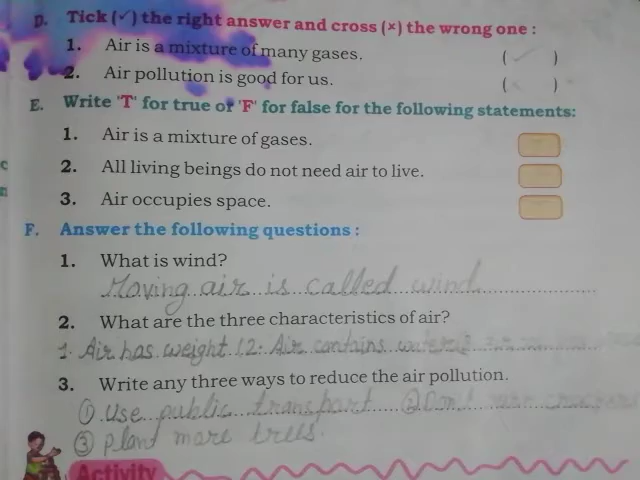 D. Tick (✓) the right answer and cross (×) the wrong one :
1. Air is a mixture of many gases. ( ✓ )
2. Air pollution is good for us. ( )
E. Write 'T' for true or 'F' for false for the following statements:
1. Air is a mixture of gases.
2. All living beings do not need air to live.
3. Air occupies space.
F. Answer the following questions :
1. What is wind?
Moving air is called wind
2. What are the three characteristics of air?
1. Air has weight (2. Air contains
3. Write any three ways to reduce the air pollution.
① Use public transport ② Don't
③ plant more trees.
Activity